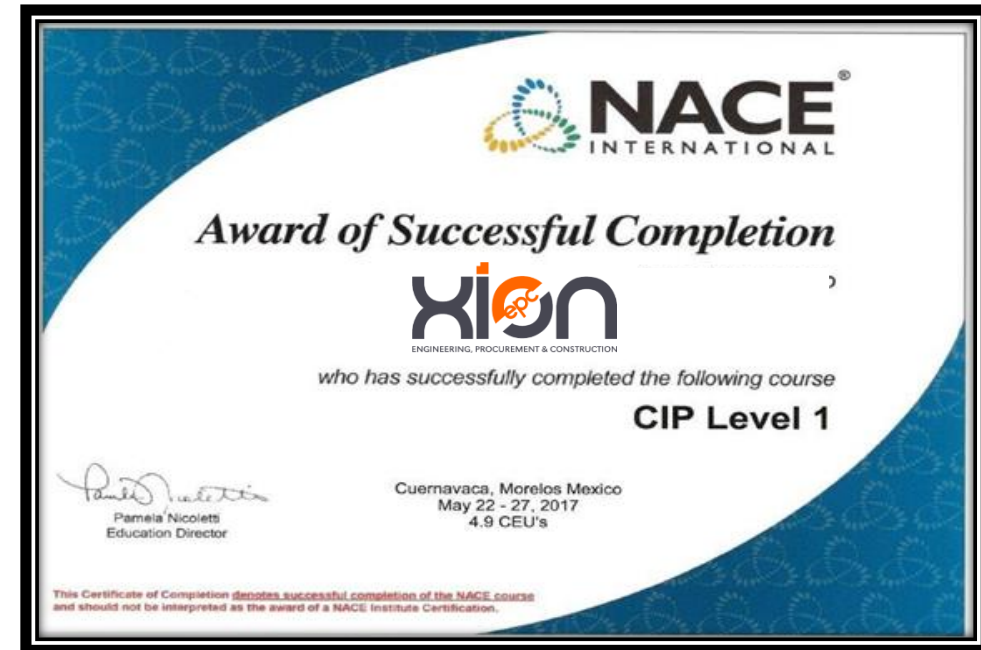 NACE®
INTERNATIONAL
Award of Successful Completion
xion
epc
ENGINEERING, PROCUREMENT & CONSTRUCTION
who has successfully completed the following course
CIP Level 1
Pamela Nicoletti
Pamela Nicoletti
Education Director
Cuernavaca, Morelos Mexico
May 22 - 27, 2017
4.9 CEU's
This Certificate of Completion denotes successful completion of the NACE course
and should not be interpreted as the award of a NACE Institute Certification.